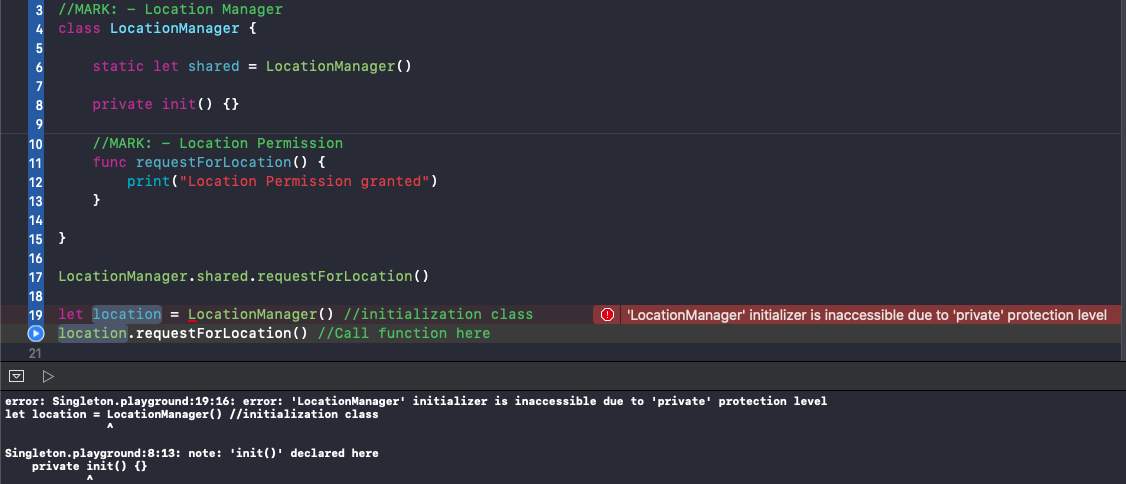 3 //MARK: - Location Manager
4 class LocationManager {
5
6 static let shared = LocationManager()
7
8 private init() {}
9
10 //MARK: - Location Permission
11 func requestForLocation() {
12 print("Location Permission granted")
13 }
14
15 }
16
17 LocationManager.shared.requestForLocation()
18
19 let location = LocationManager() //initialization class 'LocationManager' initializer is inaccessible due to 'private' protection level
location.requestForLocation() //Call function here
21
error: Singleton.playground:19:16: error: 'LocationManager' initializer is inaccessible due to 'private' protection level
let location = LocationManager() //initialization class
^
Singleton.playground:8:13: note: 'init()' declared here
private init() {}
^